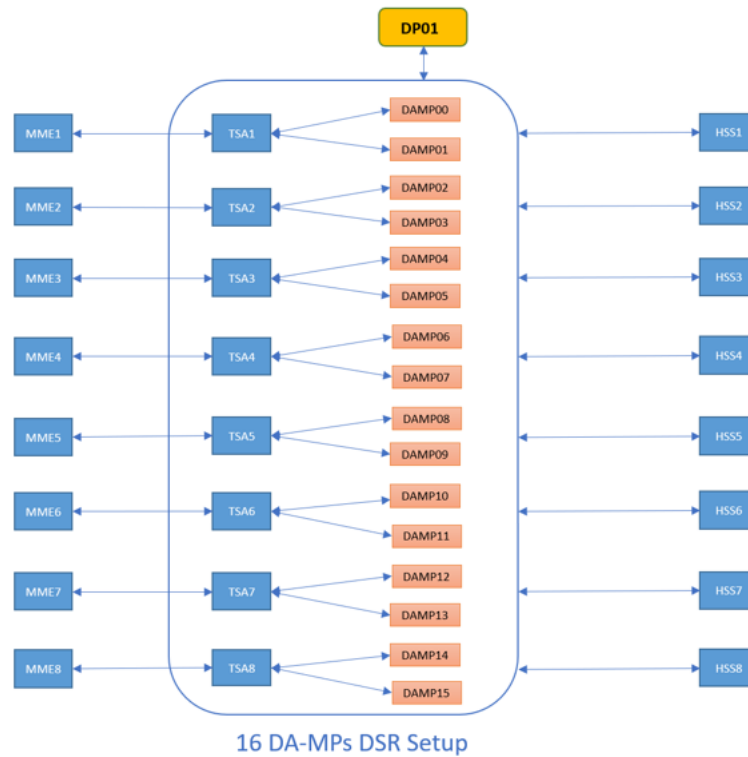 DP01
DAMP00
MME1 TSA1 HSS1
DAMP01
DAMP02
MME2 TSA2 HSS2
DAMP03
DAMP04
MME3 TSA3 HSS3
DAMP05
DAMP06
MME4 TSA4 HSS4
DAMP07
DAMP08
MME5 TSA5 HSS5
DAMP09
DAMP10
MME6 TSA6 HSS6
DAMP11
DAMP12
MME7 TSA7 HSS7
DAMP13
DAMP14
MME8 TSA8 HSS8
DAMP15
16 DA-MPs DSR Setup